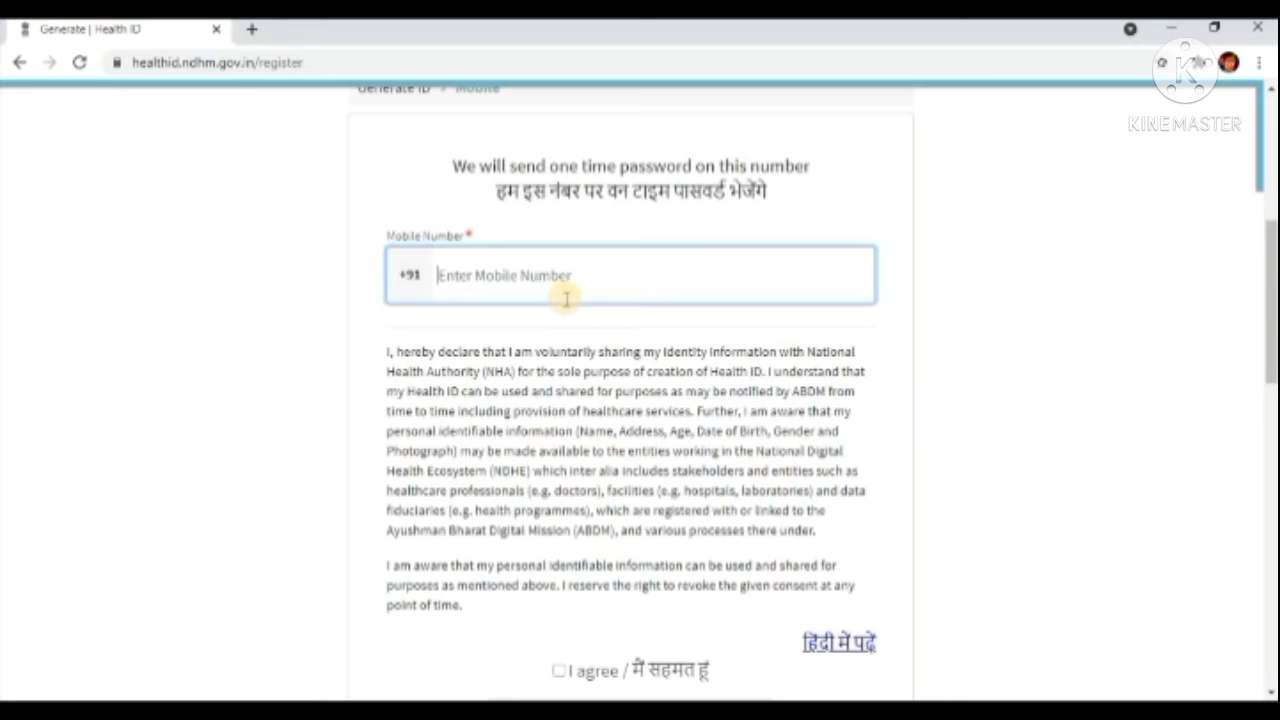 Generate | Health ID
healthid.ndhm.gov.in/register
KINEMASTER
Generate ID / Mobile
We will send one time password on this number
हम इस नंबर पर वन टाइम पासवर्ड भेजेंगे
Mobile Number*
+91 Enter Mobile Number
I, hereby declare that I am voluntarily sharing my Identity Information with National
Health Authority (NHA) for the sole purpose of creation of Health ID. I understand that
my Health ID can be used and shared for purposes as may be notified by ABDM from
time to time including provision of healthcare services. Further, I am aware that my
personal identifiable information (Name, Address, Age, Date of Birth, Gender and
Photograph) may be made available to the entities working in the National Digital
Health Ecosystem (NDHE) which inter alia includes stakeholders and entities such as
healthcare professionals (e.g. doctors), facilities (e.g. hospitals, laboratories) and data
fiduciaries (e.g. health programmes), which are registered with or linked to the
Ayushman Bharat Digital Mission (ABDM), and various processes there under.
I am aware that my personal identifiable information can be used and shared for
purposes as mentioned above. I reserve the right to revoke the given consent at any
point of time.
हिंदी में पढ़ें
I agree / मैं सहमत हूं